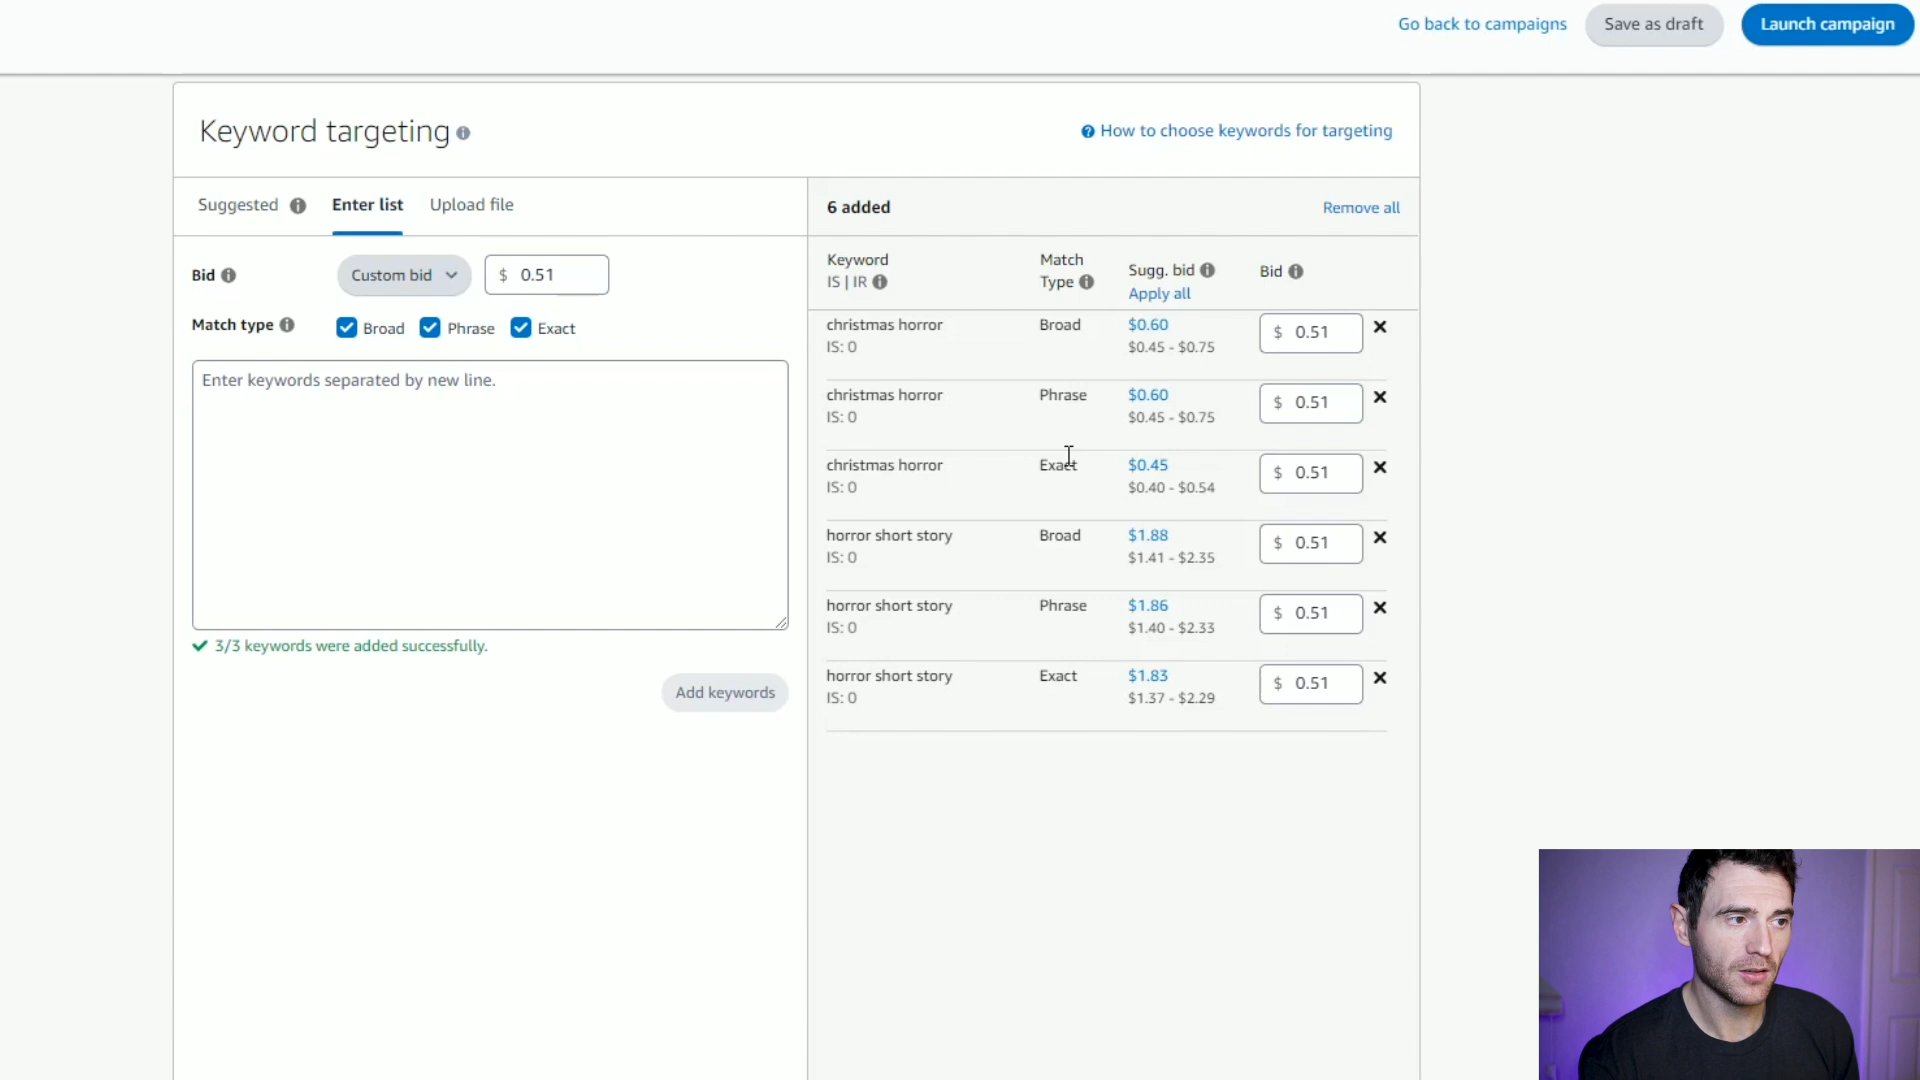 Go back to campaigns
Save as draft
Launch campaign
Keyword targeting
How to choose keywords for targeting
Suggested
Enter list
Upload file
6 added
Remove all
Bid
Custom bid
$ 0.51
Match type
Broad
Phrase
Exact
Enter keywords separated by new line.
3/3 keywords were added successfully.
Add keywords
Keyword
IS | IR
Match
Type
Sugg. bid
Apply all
Bid
christmas horror Broad $0.60 $ 0.51
IS: 0 $0.45 - $0.75
christmas horror Phrase $0.60 $ 0.51
IS: 0 $0.45 - $0.75
christmas horror Exact $0.45 $ 0.51
IS: 0 $0.40 - $0.54
horror short story Broad $1.88 $ 0.51
IS: 0 $1.41 - $2.35
horror short story Phrase $1.86 $ 0.51
IS: 0 $1.40 - $2.33
horror short story Exact $1.83 $ 0.51
IS: 0 $1.37 - $2.29